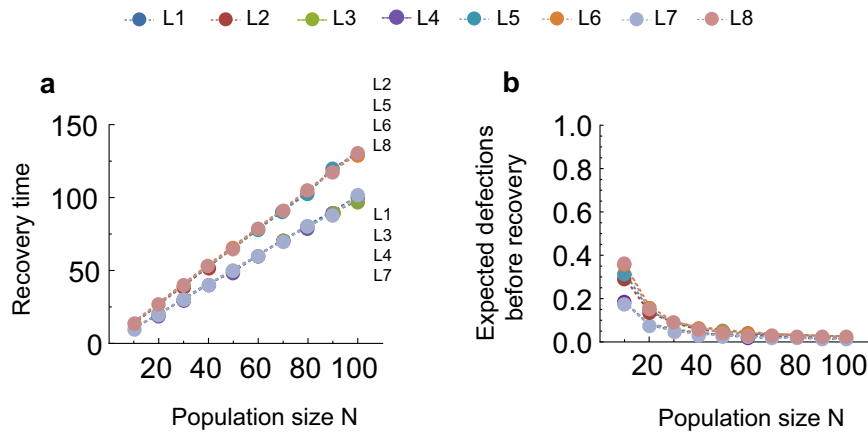 L1 L2 L3 L4 L5 L6 L7 L8
a
L2
L5
L6
L8
150
100
50
0
L1
L3
L4
L7
20 40 60 80 100
Recovery time
Population size N
b
1.0
0.8
0.6
0.4
0.2
0.0
20 40 60 80 100
Expected defections
before recovery
Population size N